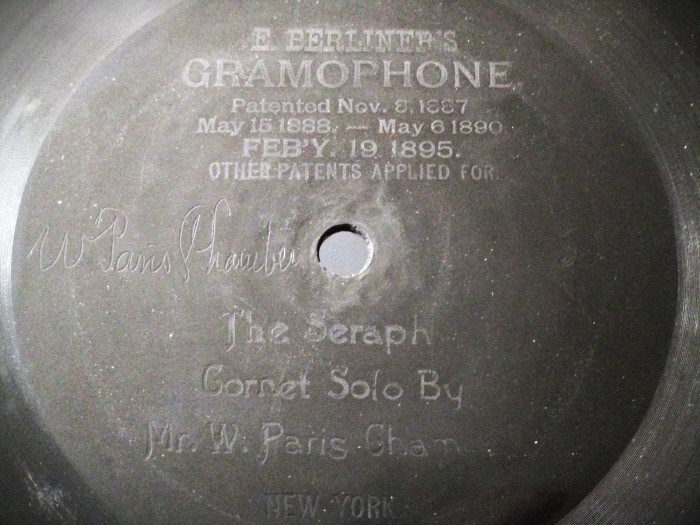 E. BERLINER'S
GRAMOPHONE.
Patented Nov. 8, 1887
May 15 1888. — May 6 1890
FEB'Y. 19 1895.
OTHER PATENTS APPLIED FOR
W Paris Chambers
The Seraph
Cornet Solo By
Mr. W. Paris Cham
NEW YORK